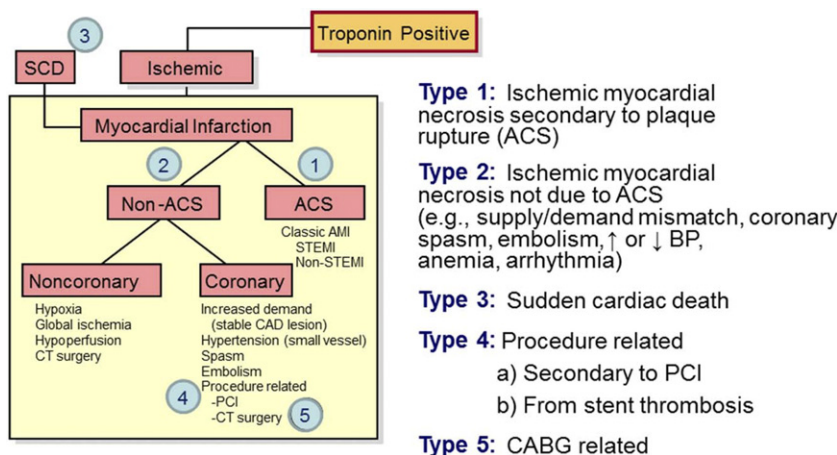 Troponin Positive
3
SCD
Ischemic
Myocardial Infarction
2
1
Non-ACS
ACS
Classic AMI
STEMI
Non-STEMI
Noncoronary
Coronary
Hypoxia
Global ischemia
Hypoperfusion
CT surgery
Increased demand
(stable CAD lesion)
Hypertension (small vessel)
Spasm
Embolism
Procedure related
4
-PCI
-CT surgery
5
Type 1: Ischemic myocardial
necrosis secondary to plaque
rupture (ACS)
Type 2: Ischemic myocardial
necrosis not due to ACS
(e.g., supply/demand mismatch, coronary
spasm, embolism, ↑ or ↓ BP,
anemia, arrhythmia)
Type 3: Sudden cardiac death
Type 4: Procedure related
a) Secondary to PCI
b) From stent thrombosis
Type 5: CABG related